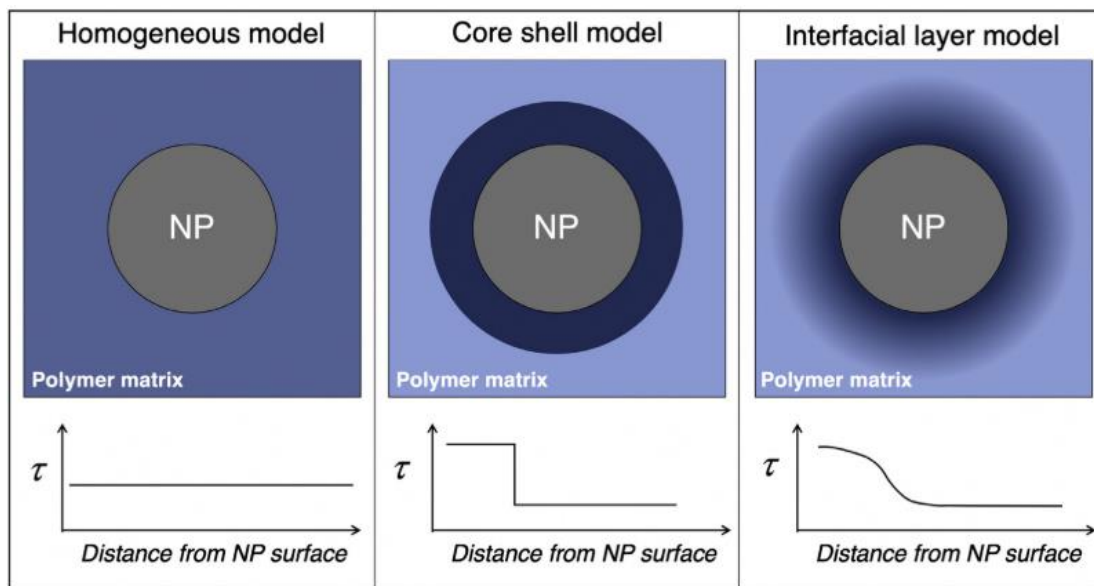 Homogeneous model
NP
Polymer matrix
τ
Distance from NP surface
Core shell model
NP
Polymer matrix
τ
Distance from NP surface
Interfacial layer model
NP
Polymer matrix
τ
Distance from NP surface